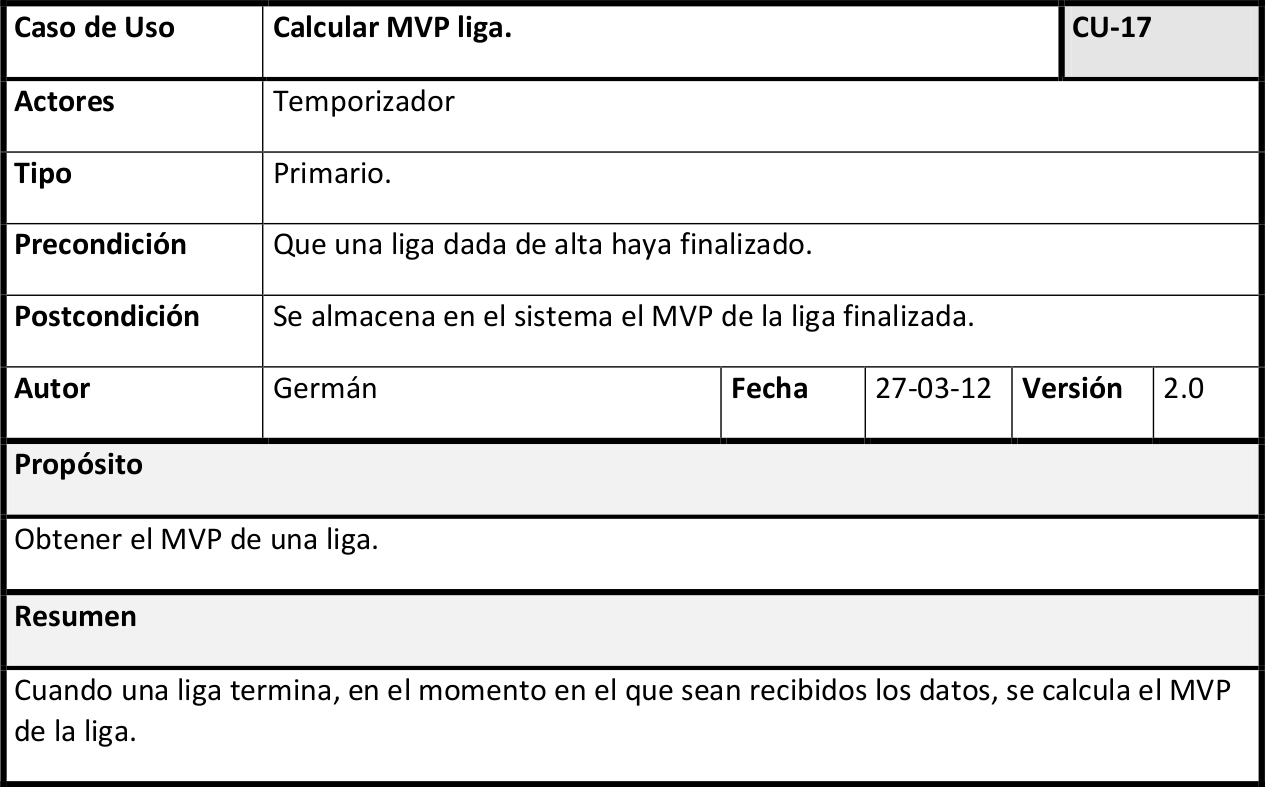 Caso de Uso Calcular MVP liga. CU-17
Actores Temporizador
Tipo Primario.
Precondición Que una liga dada de alta haya finalizado.
Postcondición Se almacena en el sistema el MVP de la liga finalizada.
Autor Germán Fecha 27-03-12 Versión 2.0
Propósito
Obtener el MVP de una liga.
Resumen
Cuando una liga termina, en el momento en el que sean recibidos los datos, se calcula el MVP
de la liga.